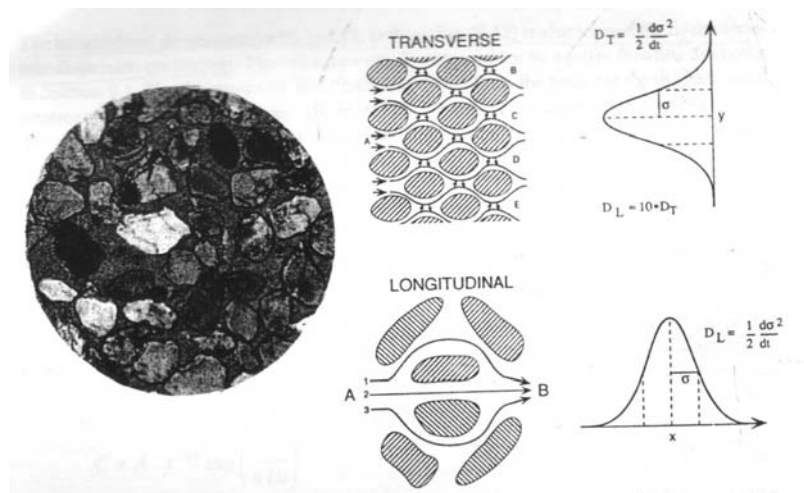 TRANSVERSE
B
C
A
D
E
D_T = 1/2 dσ²/dt
σ
y
D_L = 10•D_T
LONGITUDINAL
1
A 2 B
3
D_L = 1/2 dσ²/dt
σ
x